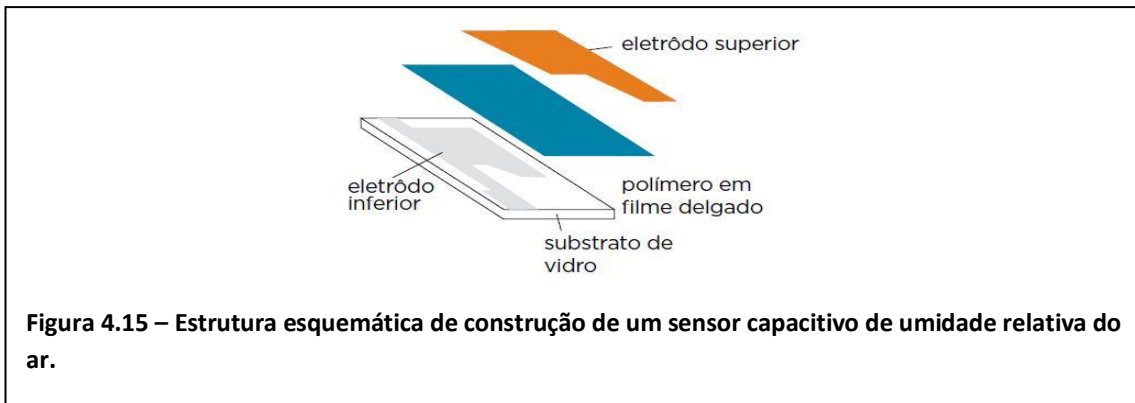 eletrôdo superior
eletrôdo
inferior
polímero em
filme delgado
substrato de
vidro
Figura 4.15 – Estrutura esquemática de construção de um sensor capacitivo de umidade relativa do
ar.